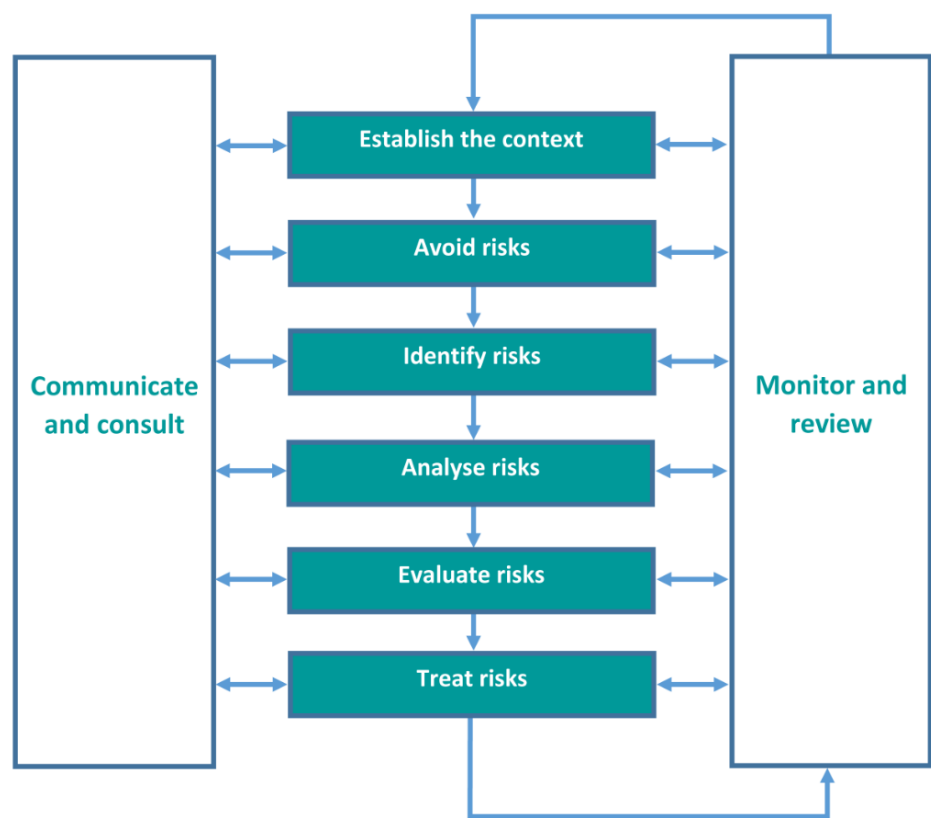 Establish the context
Avoid risks
Identify risks
Communicate
and consult
Monitor and
review
Analyse risks
Evaluate risks
Treat risks